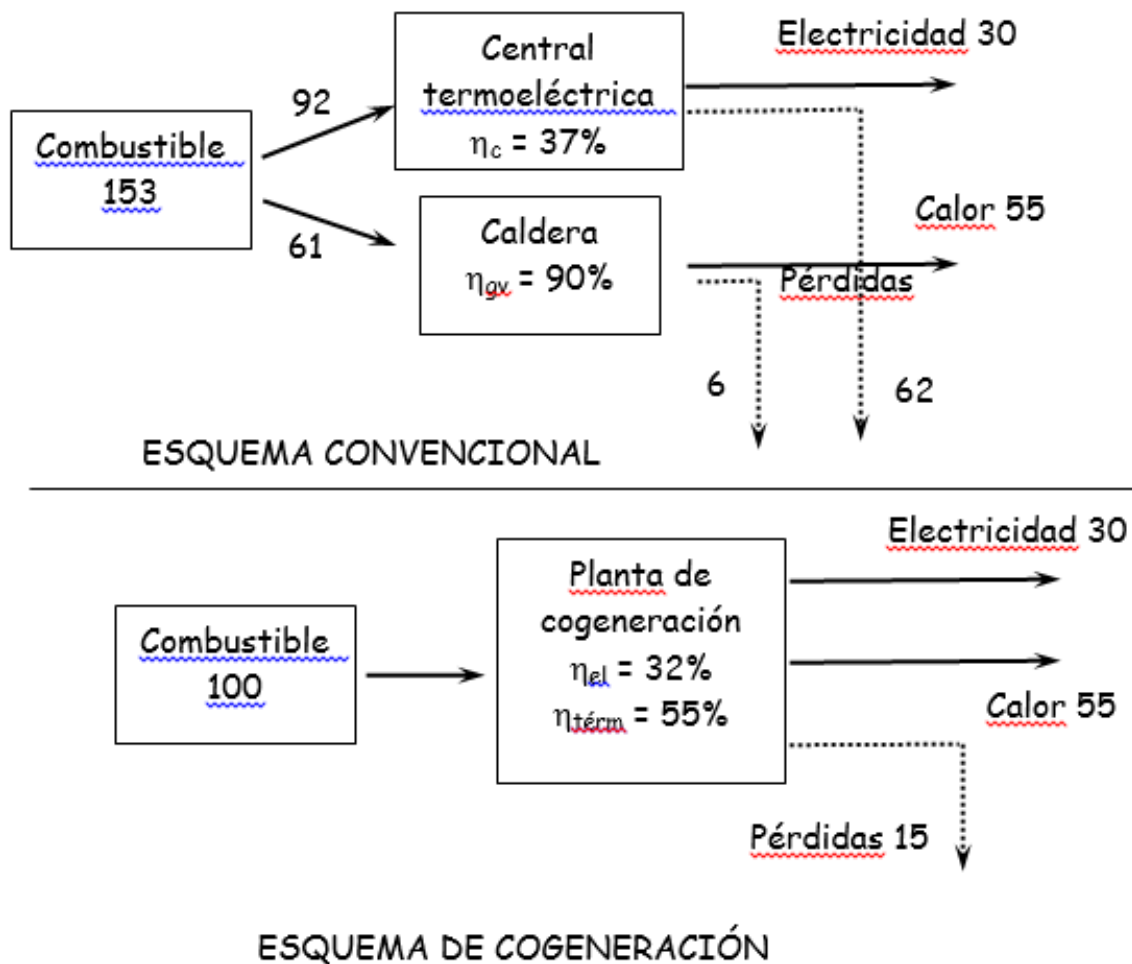 Electricidad 30
Central
termoeléctrica
ηc = 37%
92
Combustible
153
61
Caldera
ηgv = 90%
Calor 55
Pérdidas
6
62
ESQUEMA CONVENCIONAL
Electricidad 30
Planta de
cogeneración
ηel = 32%
ηtérm = 55%
Combustible
100
Calor 55
Pérdidas 15
ESQUEMA DE COGENERACIÓN